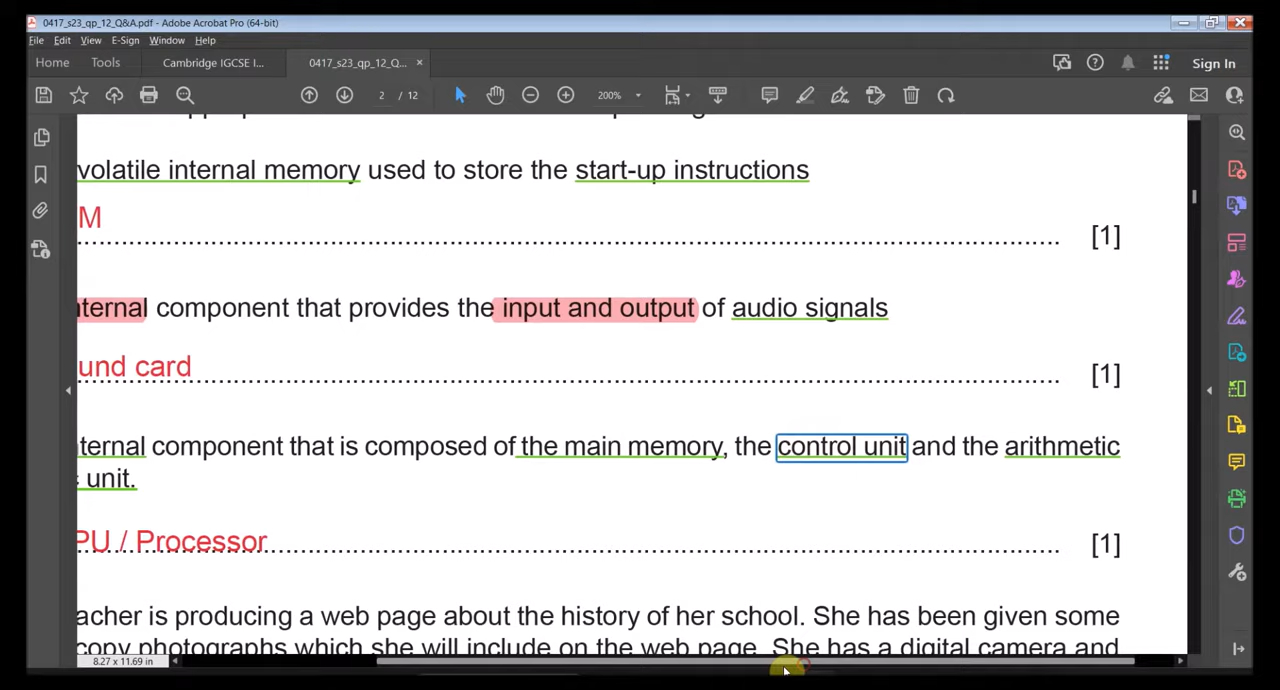 0417_s23_qp_12_Q&A.pdf - Adobe Acrobat Pro (64-bit)
File Edit View E-Sign Window Help
Home Tools Cambridge IGCSE I... 0417_s23_qp_12_Q... × Sign In
2 / 12 200%
volatile internal memory used to store the start-up instructions
M
[1]
nternal component that provides the input and output of audio signals
und card
[1]
ternal component that is composed of the main memory, the control unit and the arithmetic
unit.
PU / Processor
[1]
acher is producing a web page about the history of her school. She has been given some
copy photographs which she will include on the web page. She has a digital camera and
8.27 x 11.69 in